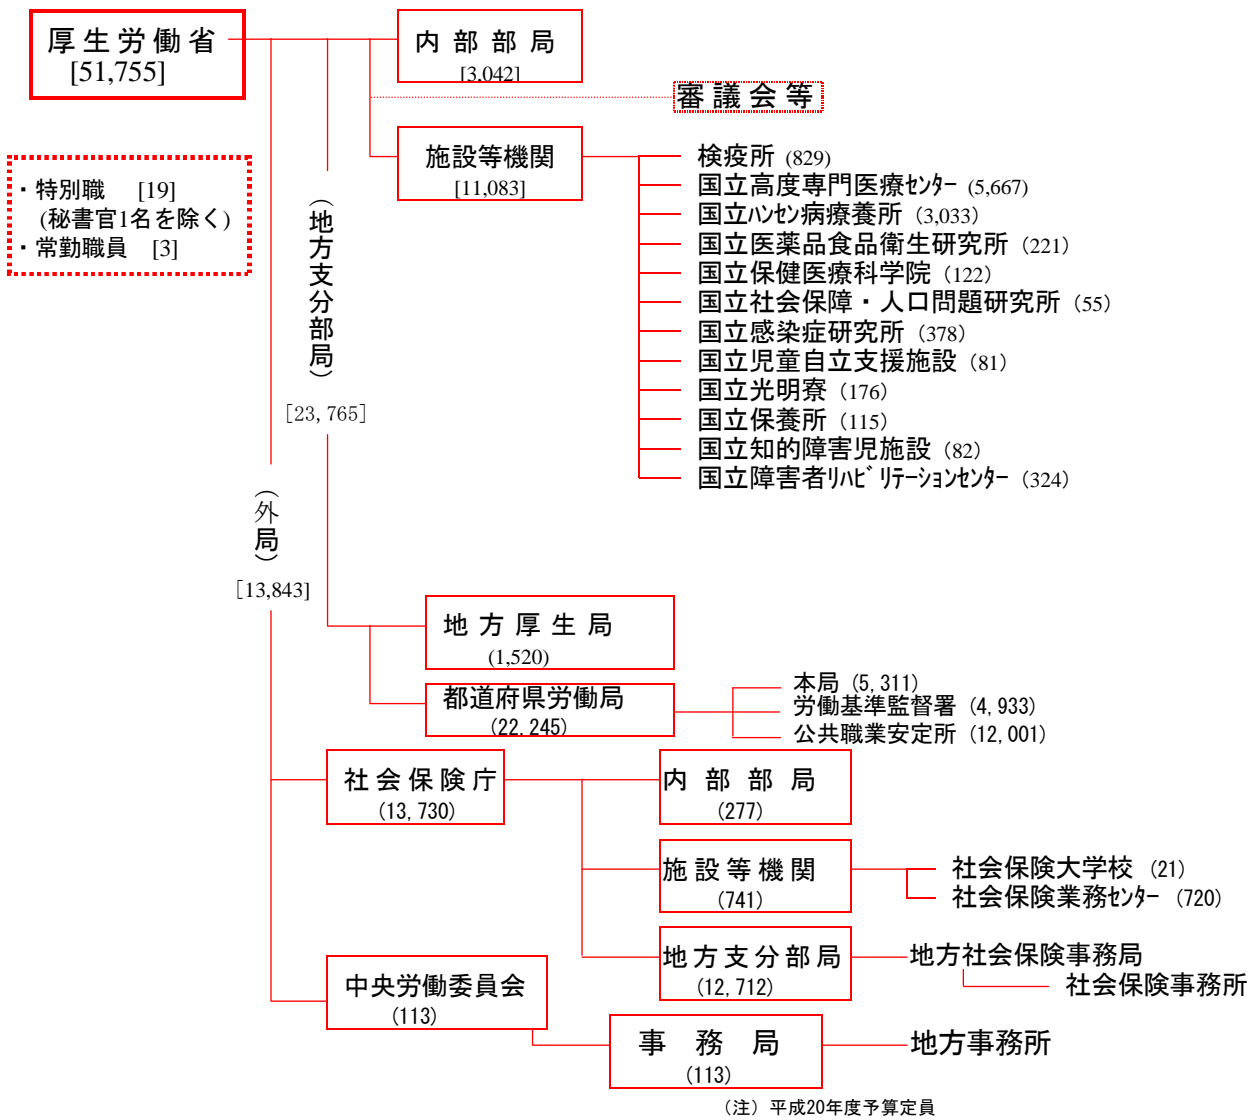 厚生労働省
[51,755]
・特別職 [19]
(秘書官1名を除く)
・常勤職員 [3]
内部部局
[3,042]
審議会等
施設等機関
[11,083]
検疫所 (829)
国立高度専門医療センター (5,667)
国立ハンセン病療養所 (3,033)
国立医薬品食品衛生研究所 (221)
国立保健医療科学院 (122)
国立社会保障・人口問題研究所 (55)
国立感染症研究所 (378)
国立児童自立支援施設 (81)
国立光明寮 (176)
国立保養所 (115)
国立知的障害児施設 (82)
国立障害者リハビリテーションセンター (324)
(地方支分部局)
[23,765]
(外局)
[13,843]
地方厚生局
(1,520)
都道府県労働局
(22,245)
本局 (5,311)
労働基準監督署 (4,933)
公共職業安定所 (12,001)
社会保険庁
(13,730)
内部部局
(277)
施設等機関
(741)
社会保険大学校 (21)
社会保険業務センター (720)
地方支分部局
(12,712)
地方社会保険事務局
社会保険事務所
中央労働委員会
(113)
事務局
(113)
地方事務所
(注) 平成20年度予算定員